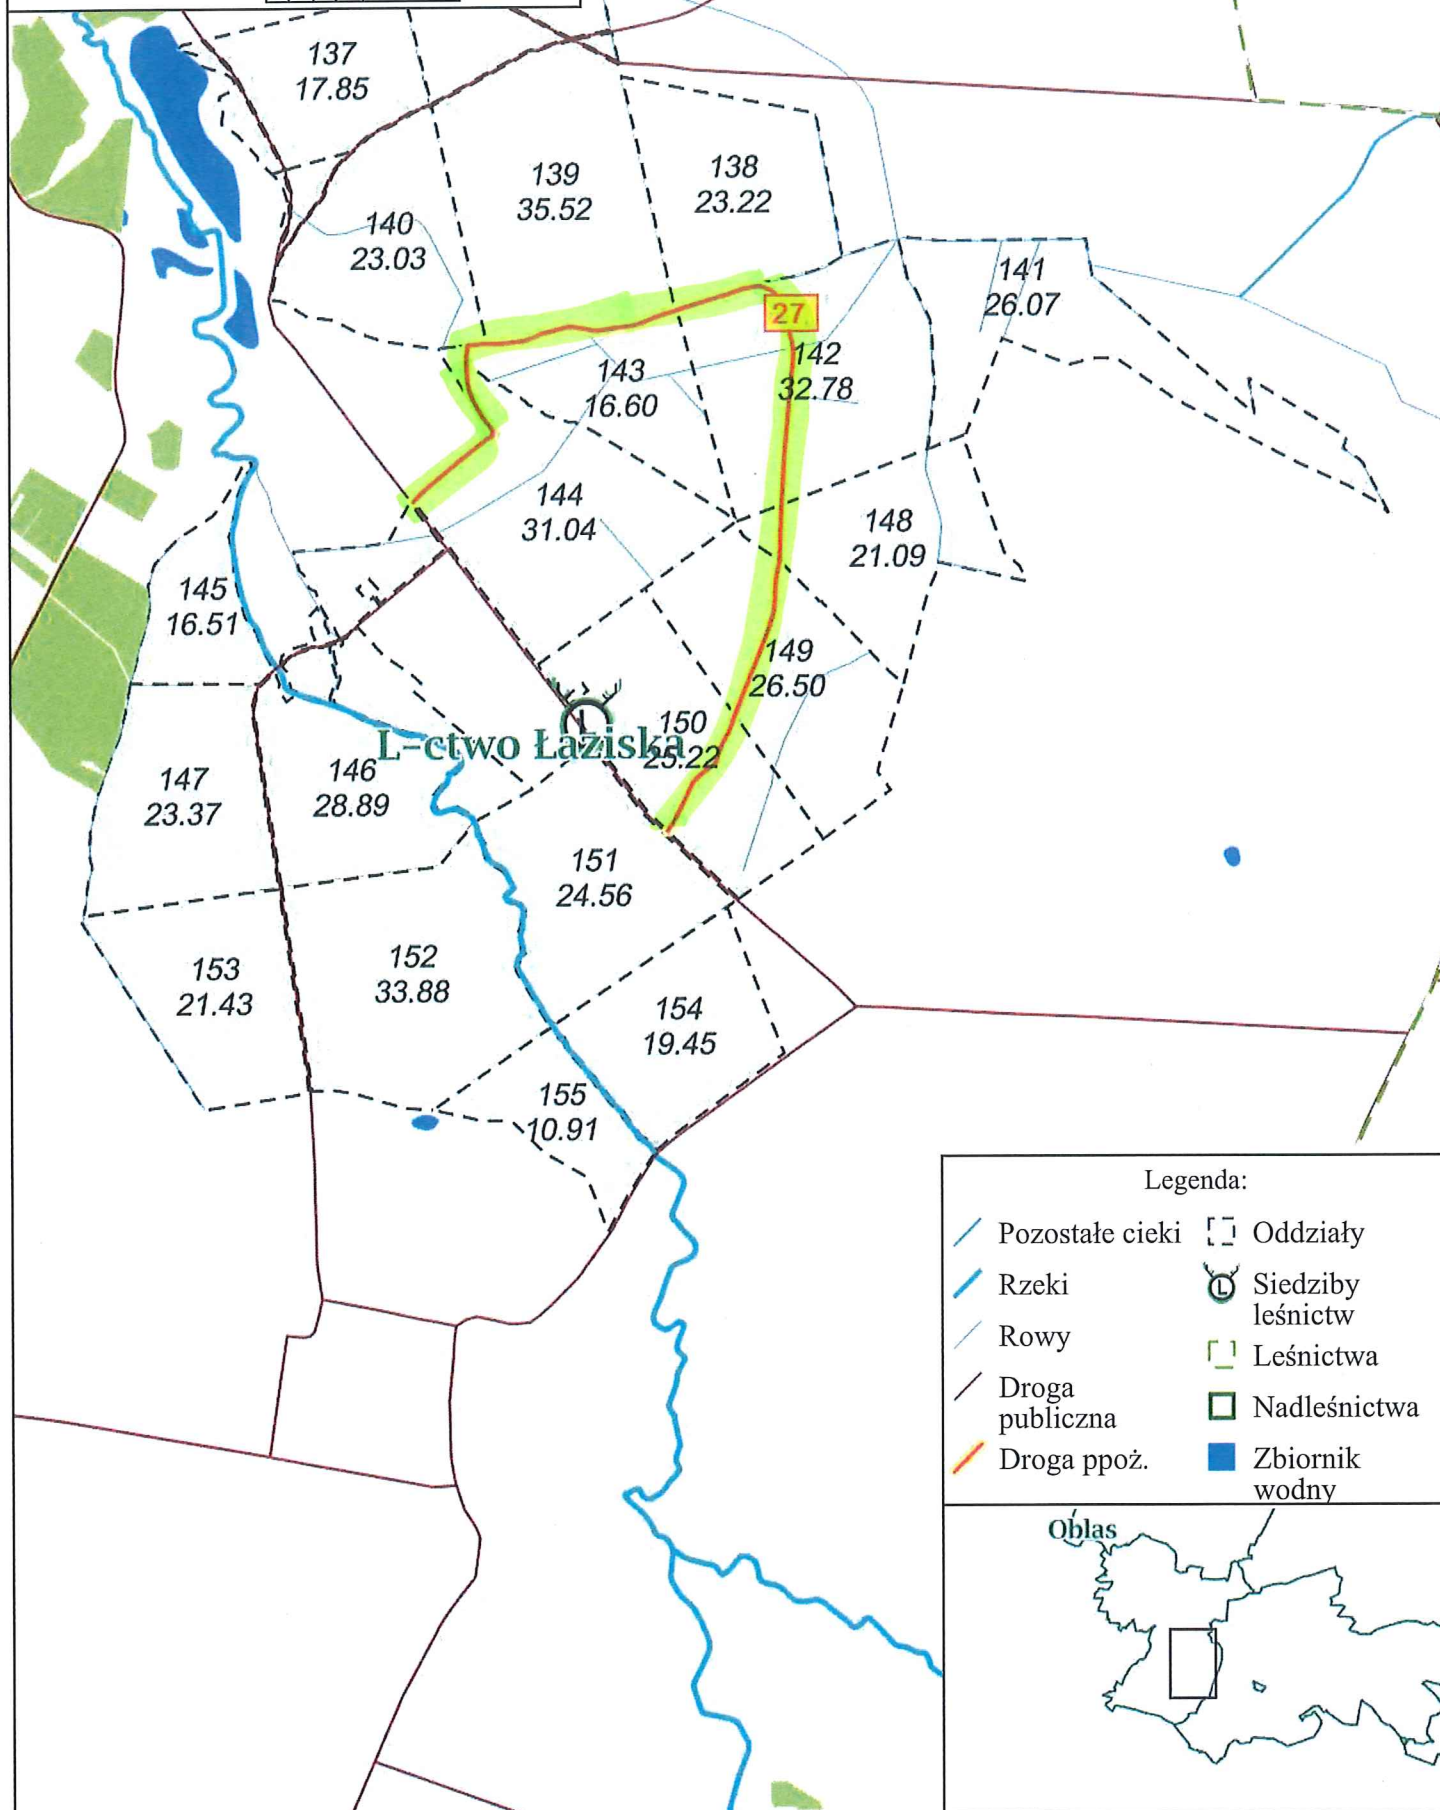 137
17.85
139
35.52
138
23.22
140
23.03
141
26.07
27
142
32.78
143
16.60
144
31.04
148
21.09
145
16.51
149
26.50
150
25.22
L-ctwo Łaziska
147
23.37
146
28.89
151
24.56
153
21.43
152
33.88
154
19.45
155
10.91
Legenda:
Pozostałe cieki
Rzeki
Rowy
Droga
publiczna
Droga ppoż.
Oddziały
L
Siedziby
leśnictw
Leśnictwa
Nadleśnictwa
Zbiornik
wodny
Oblas